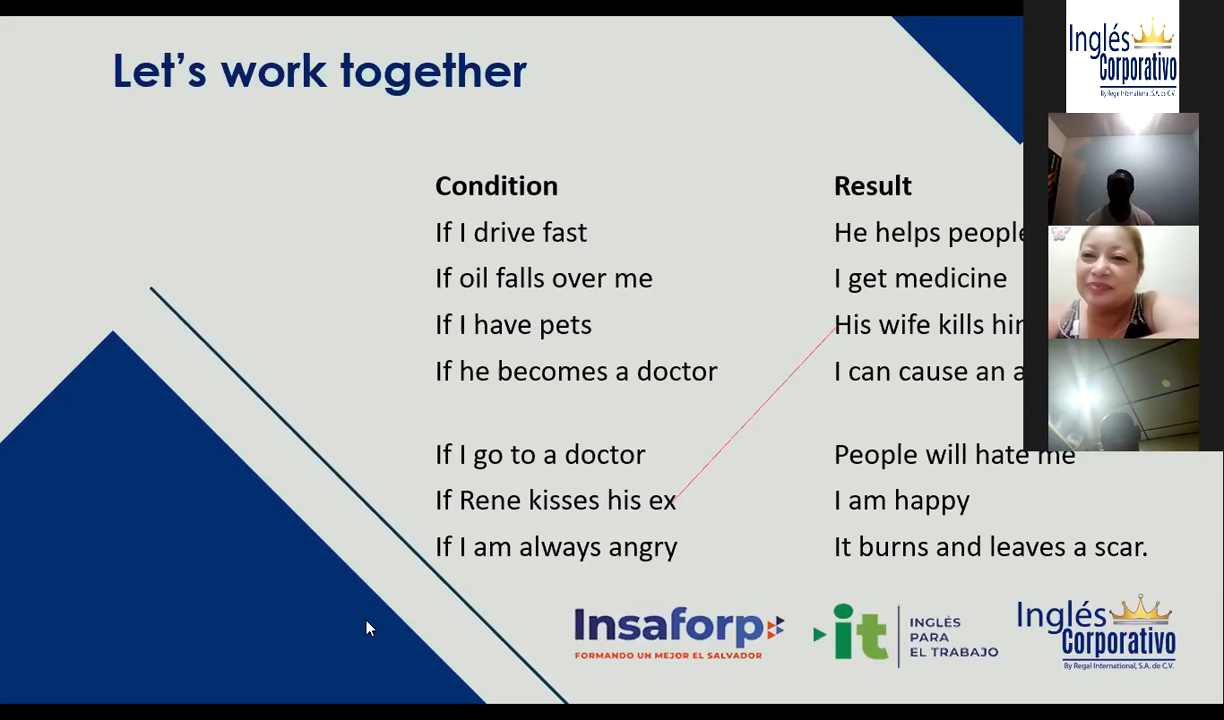 Let's work together
Condition
If I drive fast
If oil falls over me
If I have pets
If he becomes a doctor
If I go to a doctor
If Rene kisses his ex
If I am always angry
Result
He helps people
I get medicine
His wife kills
I can cause an
People will hate me
I am happy
It burns and leaves a scar.
Insaforp
FORMANDO UN MEJOR EL SALVADOR
it
INGLÉS
PARA
EL TRABAJO
Inglés
Corporativo
By Regal International, S.A. de C.V.
Inglés
Corporativo
By Regal International, S.A. de C.V.